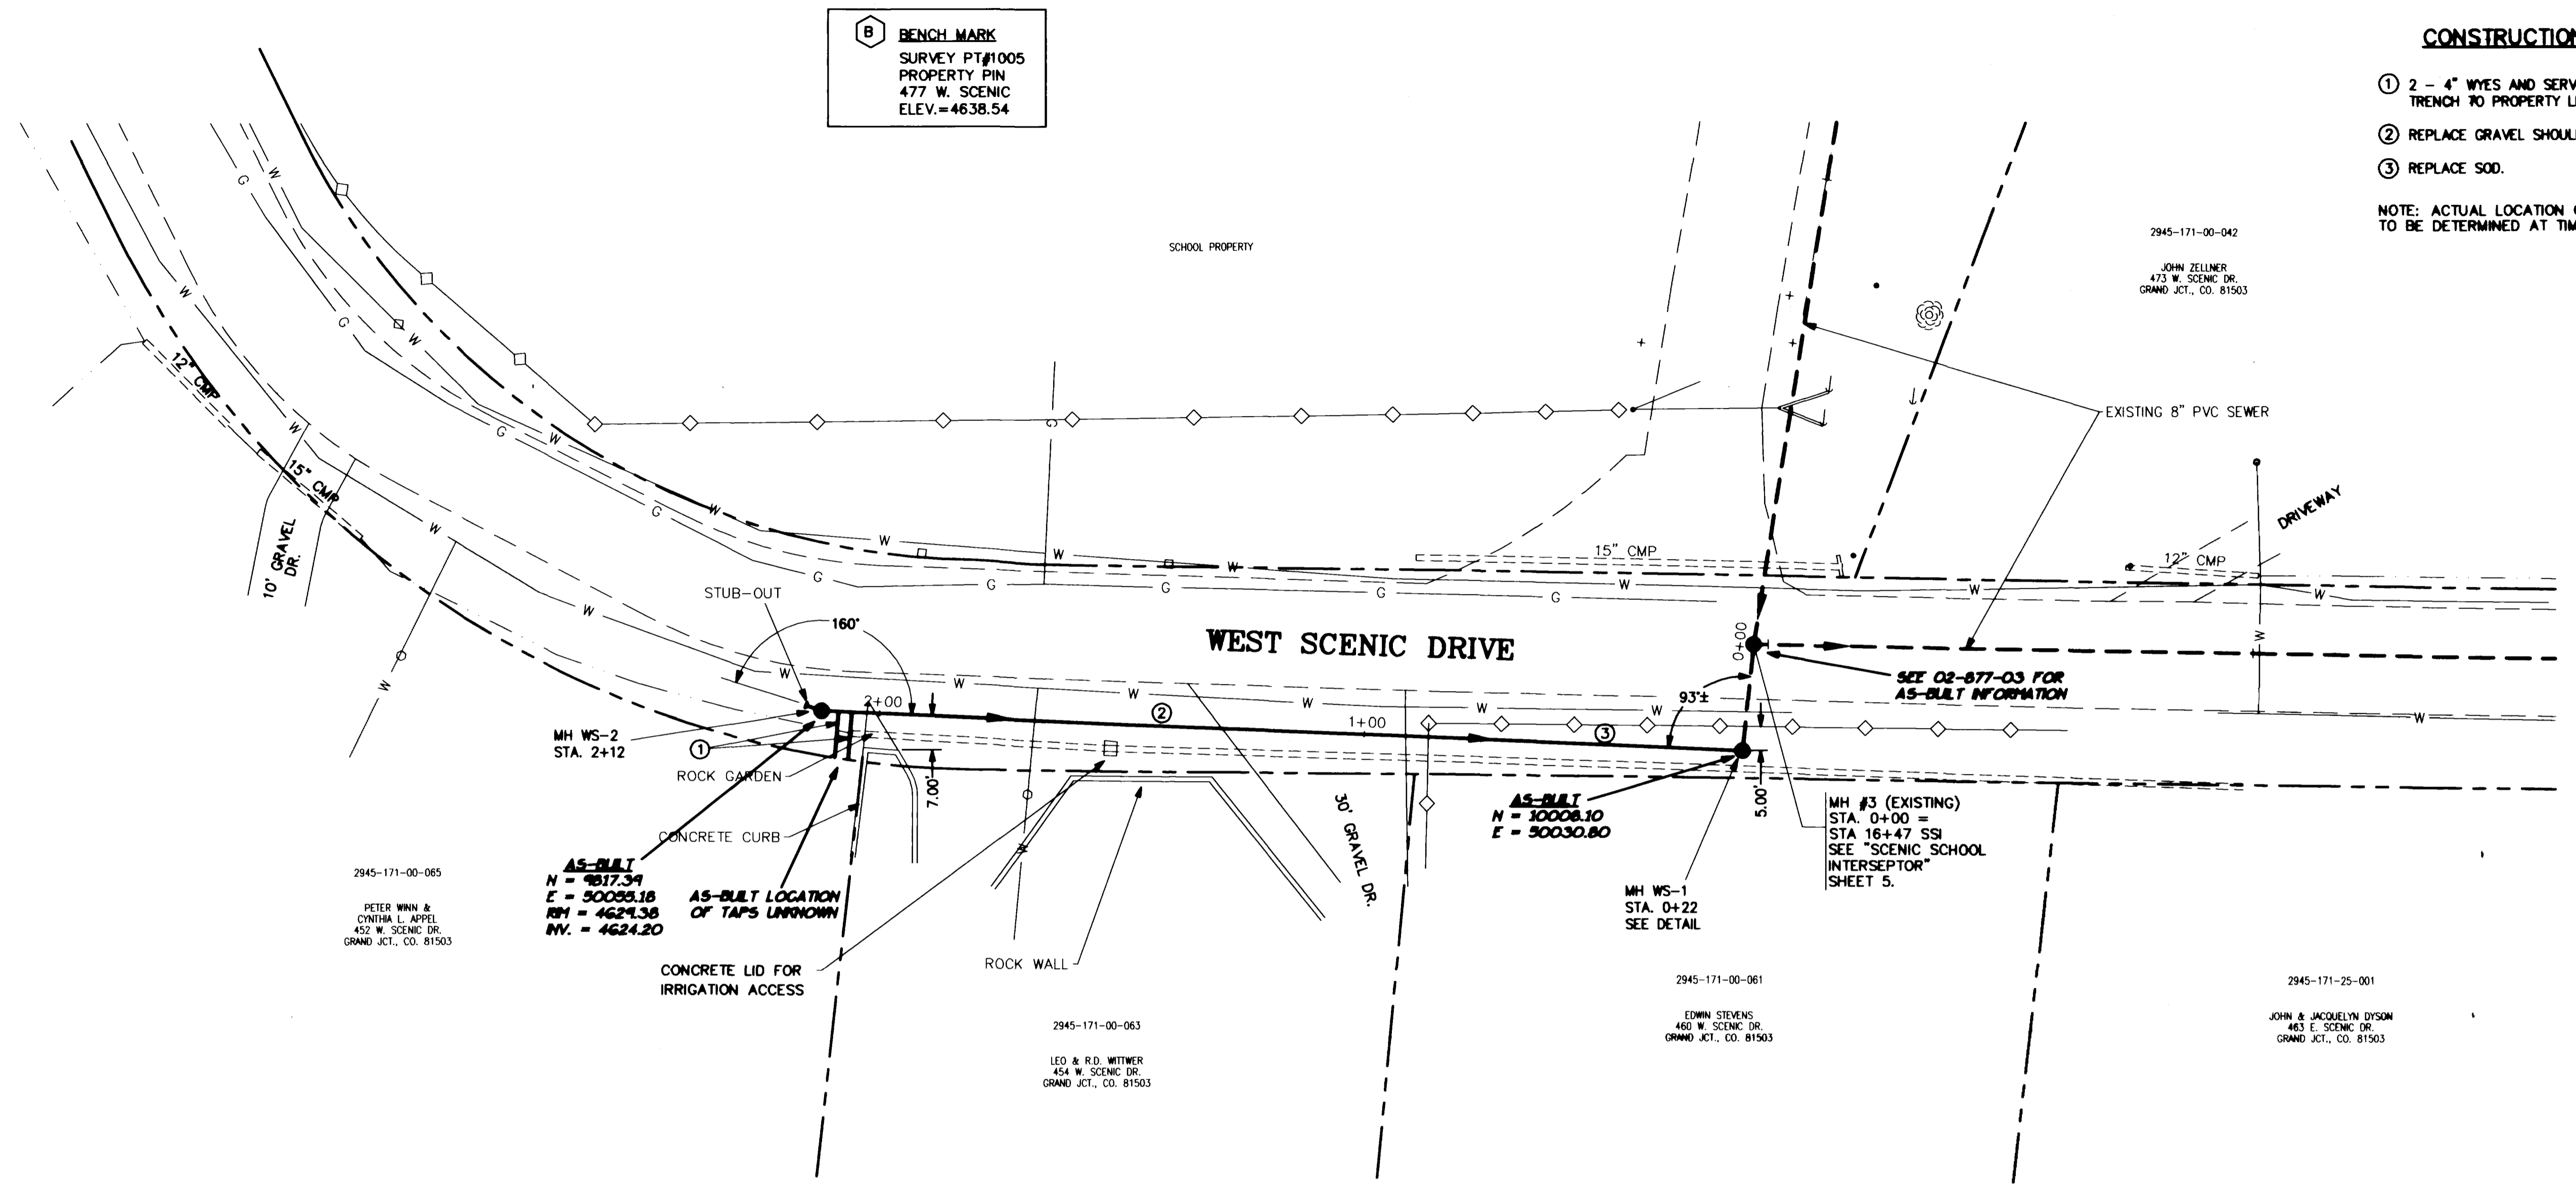 B
BENCH MARK
SURVEY PT#1005
PROPERTY PIN
477 W. SCENIC
ELEV.=4638.54
CONSTRUCTION
1 2 - 4" WYES AND SERV
TRENCH TO PROPERTY L
2 REPLACE GRAVEL SHOUL
3 REPLACE SOD.
NOTE: ACTUAL LOCATION
TO BE DETERMINED AT TIM
2945-171-00-042
JOHN ZELLNER
473 W. SCENIC DR.
GRAND JCT., CO. 81503
SCHOOL PROPERTY
EXISTING 8" PVC SEWER
DRIVEWAY
12" CMP
15" CMP
10' GRAVEL
DR.
15" CMP
12" CMP
STUB-OUT
160°
WEST SCENIC DRIVE
0+00
SEE 02-877-03 FOR
AS-BUILT INFORMATION
93°±
2+00
1+00
2
3
1
MH WS-2
STA. 2+12
ROCK GARDEN
7.00'
5.00'
CONCRETE CURB
30' GRAVEL DR.
AS-BUILT
N = 10008.10
E = 50030.80
MH #3 (EXISTING)
STA. 0+00 =
STA 16+47 SSI
SEE "SCENIC SCHOOL
INTERSEPTOR"
SHEET 5.
AS-BUILT
N = 9817.39
E = 50055.18
RIM = 4629.38
INV. = 4624.20
AS-BUILT LOCATION
OF TAPS UNKNOWN
MH WS-1
STA. 0+22
SEE DETAIL
2945-171-00-065
PETER WINN &
CYNTHIA L. APPEL
452 W. SCENIC DR.
GRAND JCT., CO. 81503
CONCRETE LID FOR
IRRIGATION ACCESS
ROCK WALL
2945-171-00-063
LEO & R.D. WITTWER
454 W. SCENIC DR.
GRAND JCT., CO. 81503
2945-171-00-061
EDWIN STEVENS
460 W. SCENIC DR.
GRAND JCT., CO. 81503
2945-171-25-001
JOHN & JACQUELYN DYSON
463 E. SCENIC DR.
GRAND JCT., CO. 81503